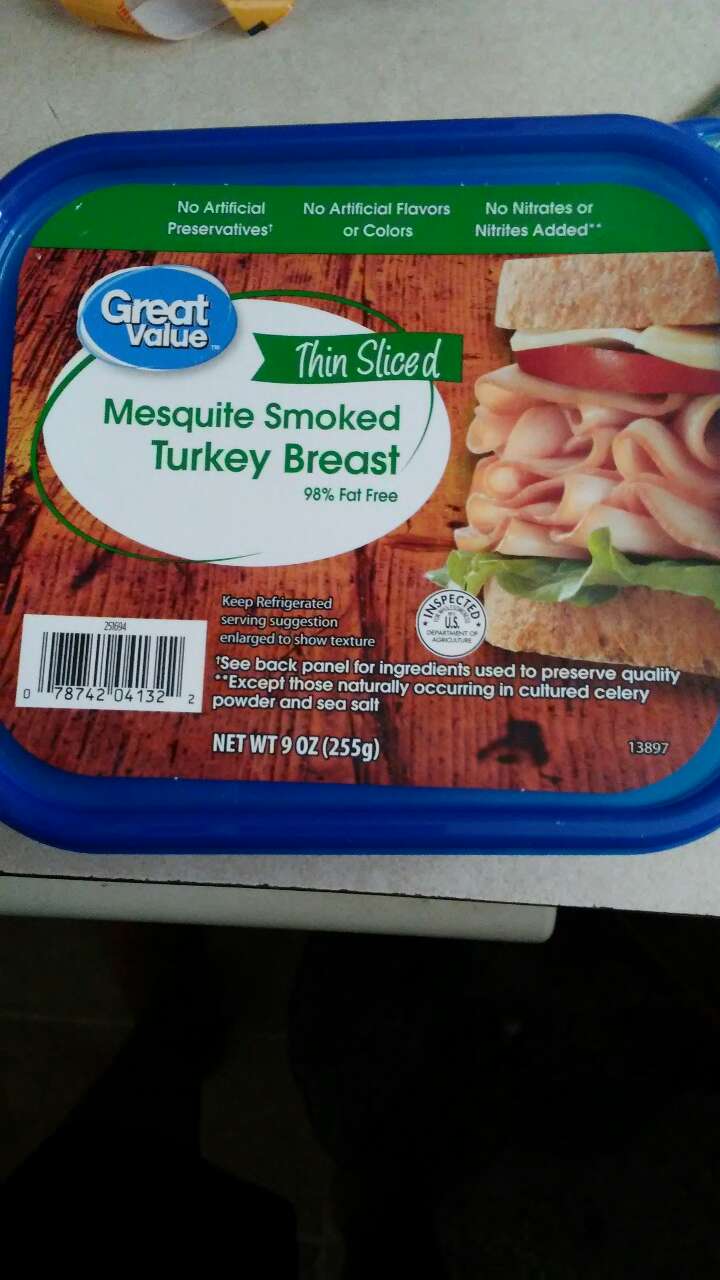 No Artificial
Preservatives†
No Artificial Flavors
or Colors
No Nitrates or
Nitrites Added**
Great
Value™
Thin Sliced
Mesquite Smoked
Turkey Breast
98% Fat Free
Keep Refrigerated
serving suggestion
enlarged to show texture
INSPECTED
U.S.
DEPARTMENT OF
AGRICULTURE
†See back panel for ingredients used to preserve quality
**Except those naturally occurring in cultured celery
powder and sea salt
251694
0 78742 04132 2
NET WT 9 OZ (255g)
13897